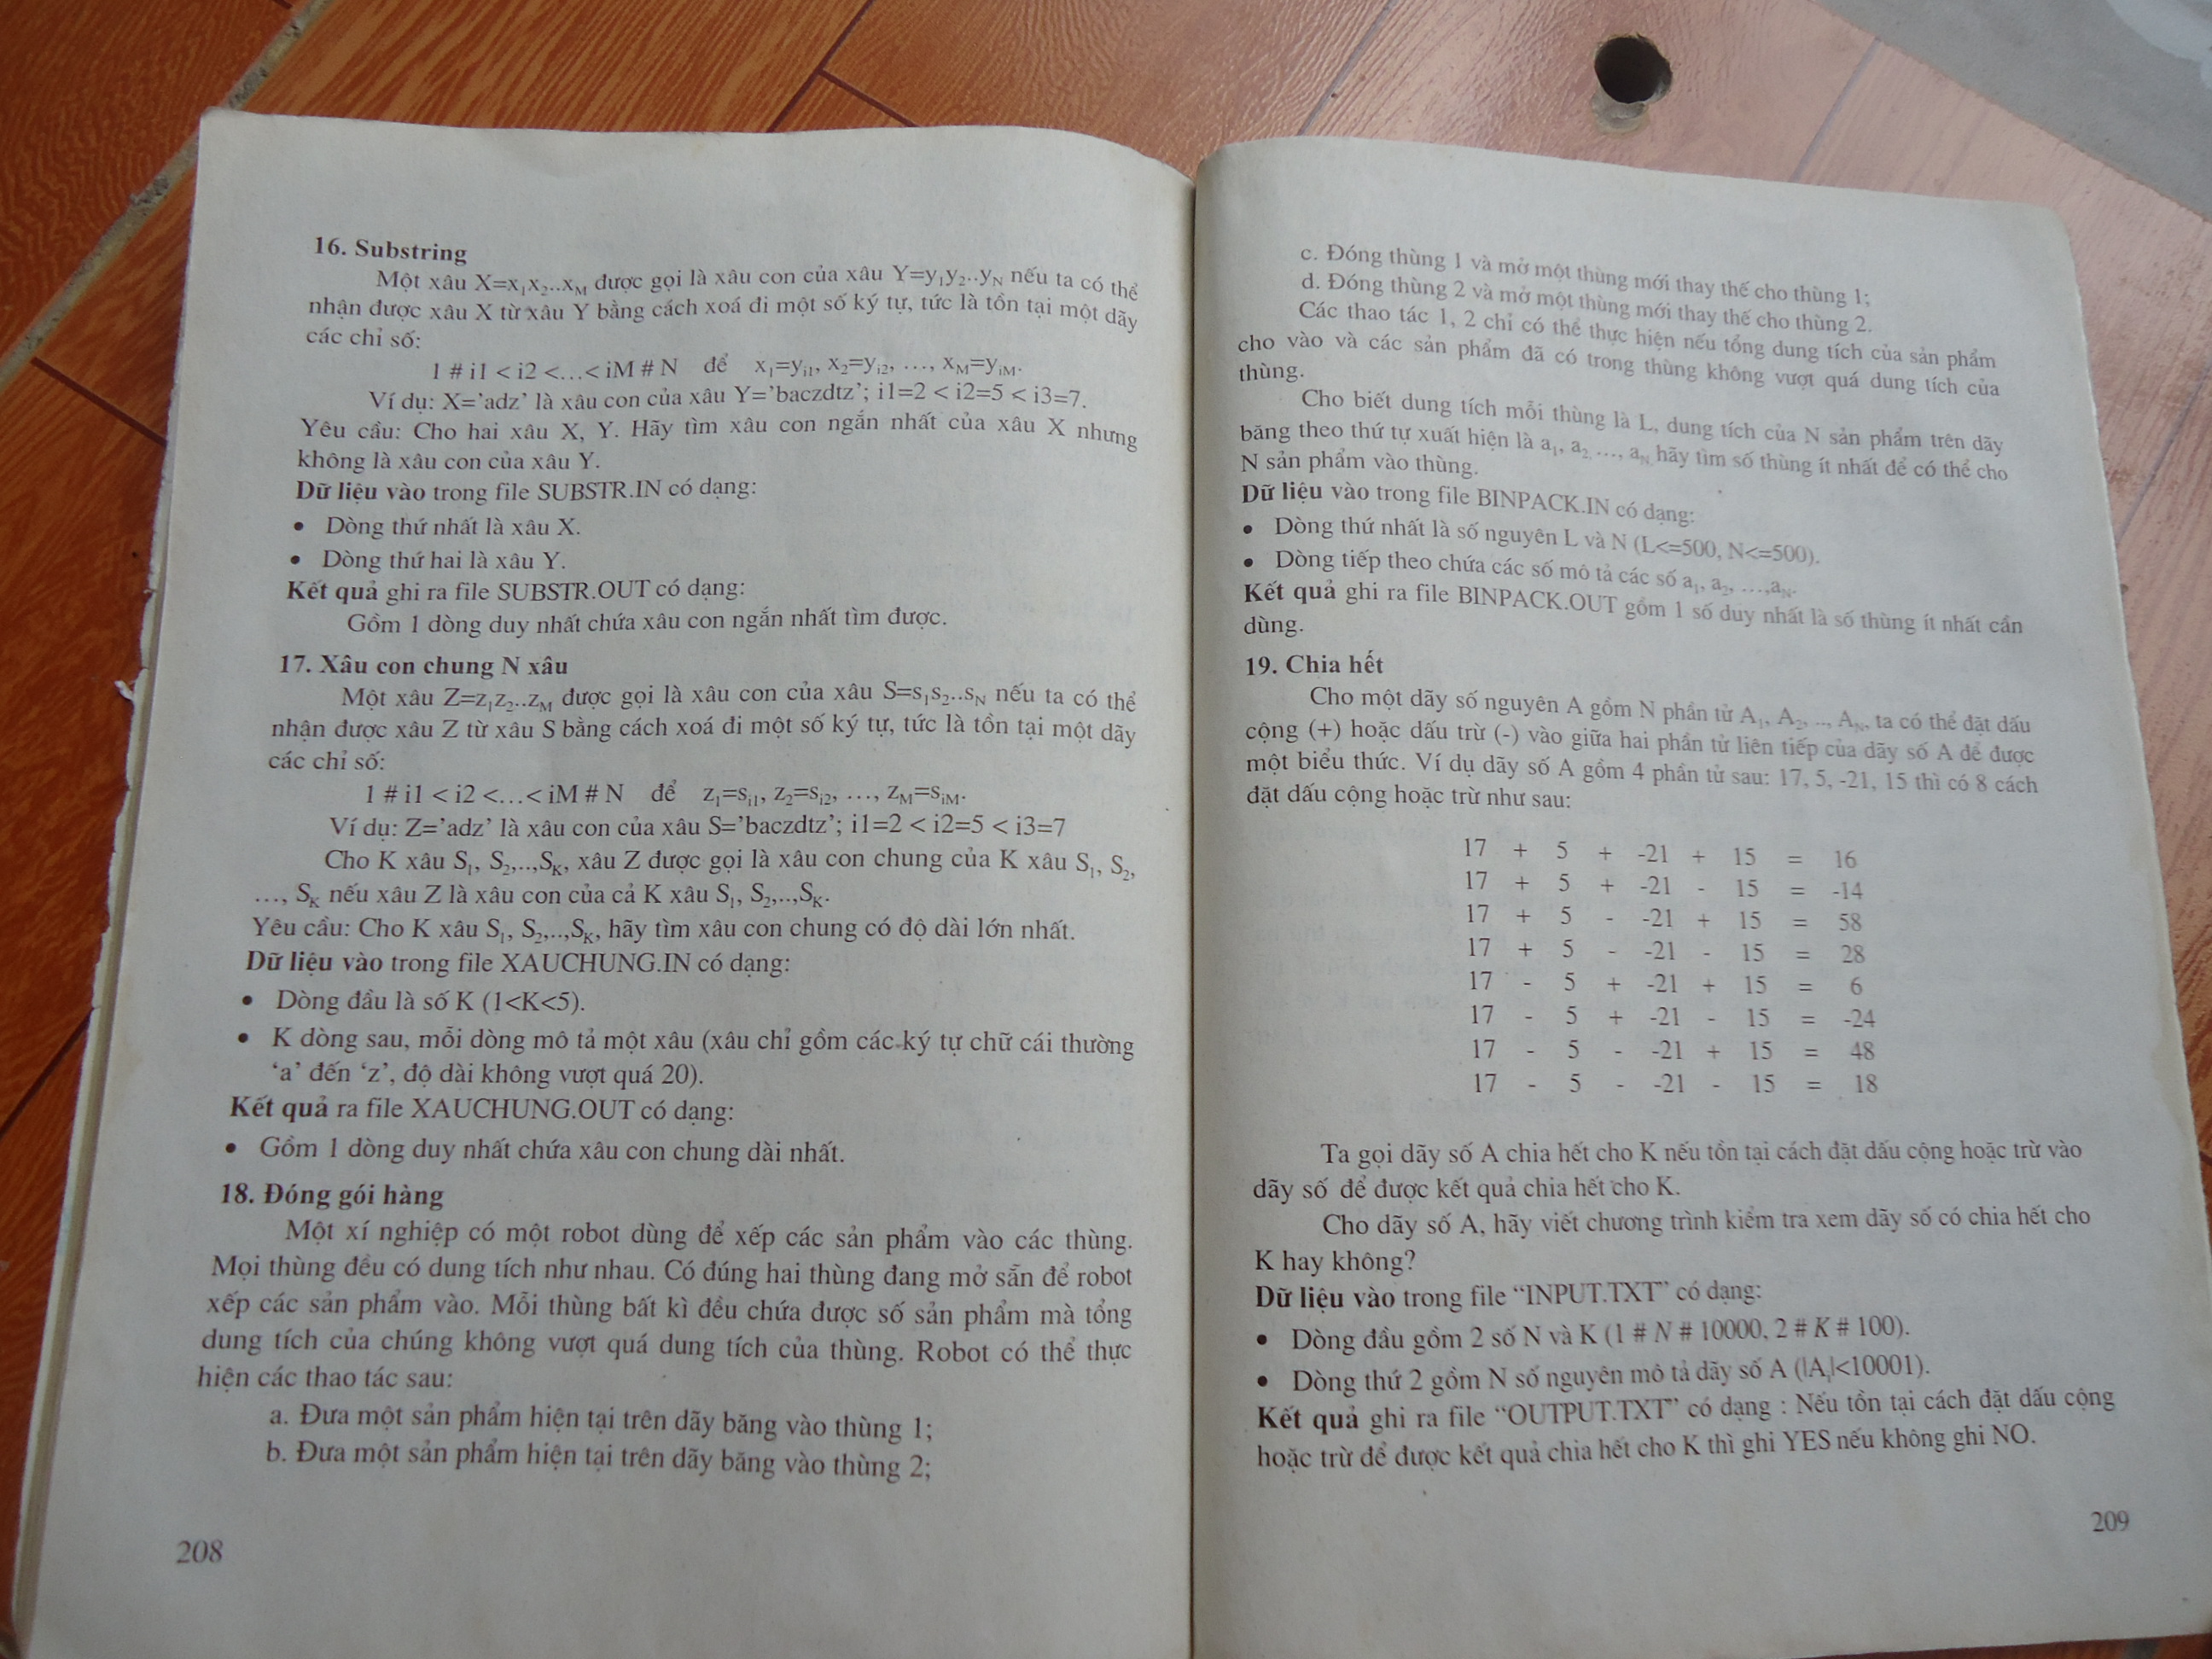 16. Substring
Một xâu X=x₁x₂..x_M được gọi là xâu con của xâu Y=y₁y₂..y_N nếu ta có thể
nhận được xâu X từ xâu Y bằng cách xoá đi một số ký tự, tức là tồn tại một dãy
các chỉ số:
1 # i1 < i2 <…< iM # N để x₁=y_i1, x₂=y_i2, …, x_M=y_iM.
Ví dụ: X=’adz’ là xâu con của xâu Y=’baczdtz’; i1=2 < i2=5 < i3=7.
Yêu cầu: Cho hai xâu X, Y. Hãy tìm xâu con ngắn nhất của xâu X nhưng
không là xâu con của xâu Y.
Dữ liệu vào trong file SUBSTR.IN có dạng:
• Dòng thứ nhất là xâu X.
• Dòng thứ hai là xâu Y.
Kết quả ghi ra file SUBSTR.OUT có dạng:
Gồm 1 dòng duy nhất chứa xâu con ngắn nhất tìm được.
17. Xâu con chung N xâu
Một xâu Z=z₁z₂..z_M được gọi là xâu con của xâu S=s₁s₂..s_N nếu ta có thể
nhận được xâu Z từ xâu S bằng cách xoá đi một số ký tự, tức là tồn tại một dãy
các chỉ số:
1 # i1 < i2 <…< iM # N để z₁=s_i1, z₂=s_i2, …, z_M=s_iM.
Ví dụ: Z=’adz’ là xâu con của xâu S=’baczdtz’; i1=2 < i2=5 < i3=7
Cho K xâu S₁, S₂,..,S_K, xâu Z được gọi là xâu con chung của K xâu S₁, S₂,
…, S_K nếu xâu Z là xâu con của cả K xâu S₁, S₂,..,S_K.
Yêu cầu: Cho K xâu S₁, S₂,..,S_K, hãy tìm xâu con chung có độ dài lớn nhất.
Dữ liệu vào trong file XAUCHUNG.IN có dạng:
• Dòng đầu là số K (1<K<5).
• K dòng sau, mỗi dòng mô tả một xâu (xâu chỉ gồm các ký tự chữ cái thường
‘a’ đến ‘z’, độ dài không vượt quá 20).
Kết quả ra file XAUCHUNG.OUT có dạng:
• Gồm 1 dòng duy nhất chứa xâu con chung dài nhất.
18. Đóng gói hàng
Một xí nghiệp có một robot dùng để xếp các sản phẩm vào các thùng.
Mọi thùng đều có dung tích như nhau. Có đúng hai thùng đang mở sẵn để robot
xếp các sản phẩm vào. Mỗi thùng bất kì đều chứa được số sản phẩm mà tổng
dung tích của chúng không vượt quá dung tích của thùng. Robot có thể thực
hiện các thao tác sau:
a. Đưa một sản phẩm hiện tại trên dãy băng vào thùng 1;
b. Đưa một sản phẩm hiện tại trên dãy băng vào thùng 2;
208
c. Đóng thùng 1 và mở một thùng mới thay thế cho thùng 1;
d. Đóng thùng 2 và mở một thùng mới thay thế cho thùng 2.
Các thao tác 1, 2 chỉ có thể thực hiện nếu tổng dung tích của sản phẩm
cho vào và các sản phẩm đã có trong thùng không vượt quá dung tích của
thùng.
Cho biết dung tích mỗi thùng là L, dung tích của N sản phẩm trên dãy
băng theo thứ tự xuất hiện là a₁, a₂, …, a_N hãy tìm số thùng ít nhất để có thể cho
N sản phẩm vào thùng.
Dữ liệu vào trong file BINPACK.IN có dạng:
• Dòng thứ nhất là số nguyên L và N (L<=500, N<=500).
• Dòng tiếp theo chứa các số mô tả các số a₁, a₂, …,a_N.
Kết quả ghi ra file BINPACK.OUT gồm 1 số duy nhất là số thùng ít nhất cần
dùng.
19. Chia hết
Cho một dãy số nguyên A gồm N phần tử A₁, A₂, .., A_N, ta có thể đặt dấu
cộng (+) hoặc dấu trừ (-) vào giữa hai phần tử liên tiếp của dãy số A để được
một biểu thức. Ví dụ dãy số A gồm 4 phần tử sau: 17, 5, -21, 15 thì có 8 cách
đặt dấu cộng hoặc trừ như sau:
17 + 5 + -21 + 15 = 16
17 + 5 + -21 - 15 = -14
17 + 5 - -21 + 15 = 58
17 + 5 - -21 - 15 = 28
17 - 5 + -21 + 15 = 6
17 - 5 + -21 - 15 = -24
17 - 5 - -21 + 15 = 48
17 - 5 - -21 - 15 = 18
Ta gọi dãy số A chia hết cho K nếu tồn tại cách đặt dấu cộng hoặc trừ vào
dãy số để được kết quả chia hết cho K.
Cho dãy số A, hãy viết chương trình kiểm tra xem dãy số có chia hết cho
K hay không?
Dữ liệu vào trong file “INPUT.TXT” có dạng:
• Dòng đầu gồm 2 số N và K (1 # N # 10000, 2 # K # 100).
• Dòng thứ 2 gồm N số nguyên mô tả dãy số A (|A_i|<10001).
Kết quả ghi ra file “OUTPUT.TXT” có dạng : Nếu tồn tại cách đặt dấu cộng
hoặc trừ để được kết quả chia hết cho K thì ghi YES nếu không ghi NO.
209